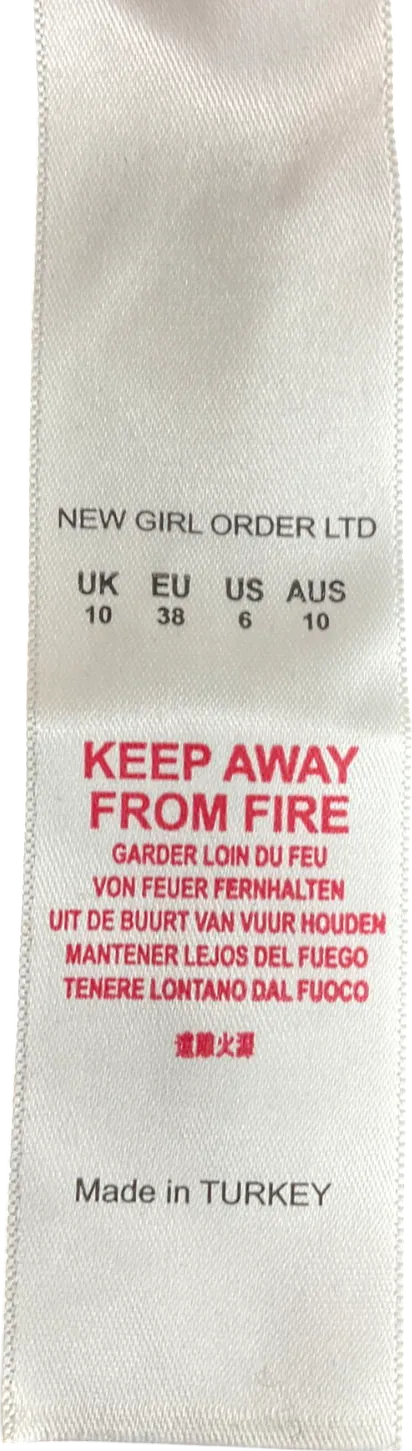 NEW GIRL ORDER LTD
UK EU US AUS
10 38 6 10
KEEP AWAY
FROM FIRE
GARDER LOIN DU FEU
VON FEUER FERNHALTEN
UIT DE BUURT VAN VUUR HOUDEN
MANTENER LEJOS DEL FUEGO
TENERE LONTANO DAL FUOCO
遠離火源
Made in TURKEY